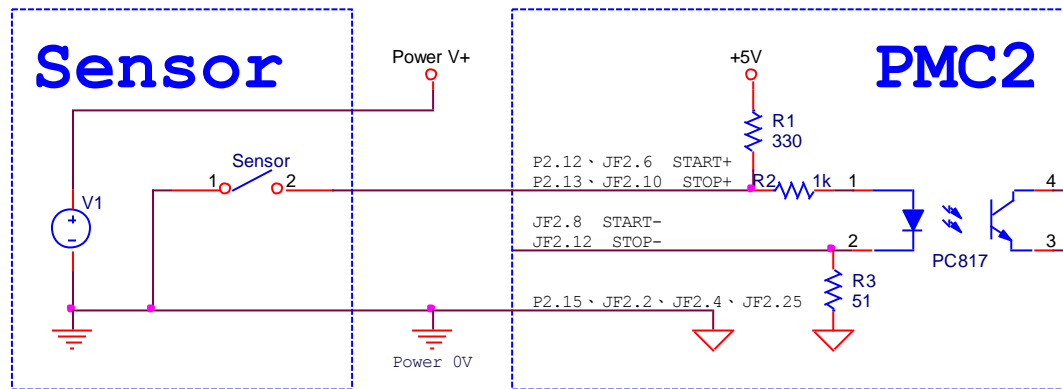 Sensor
Power V+
+5V
PMC2
R1
330
Sensor
1
2
P2.12、JF2.6 START+
P2.13、JF2.10 STOP+
R2
1k
1
4
V1
JF2.8 START-
JF2.12 STOP-
2
3
PC817
R3
51
P2.15、JF2.2、JF2.4、JF2.25
Power 0V